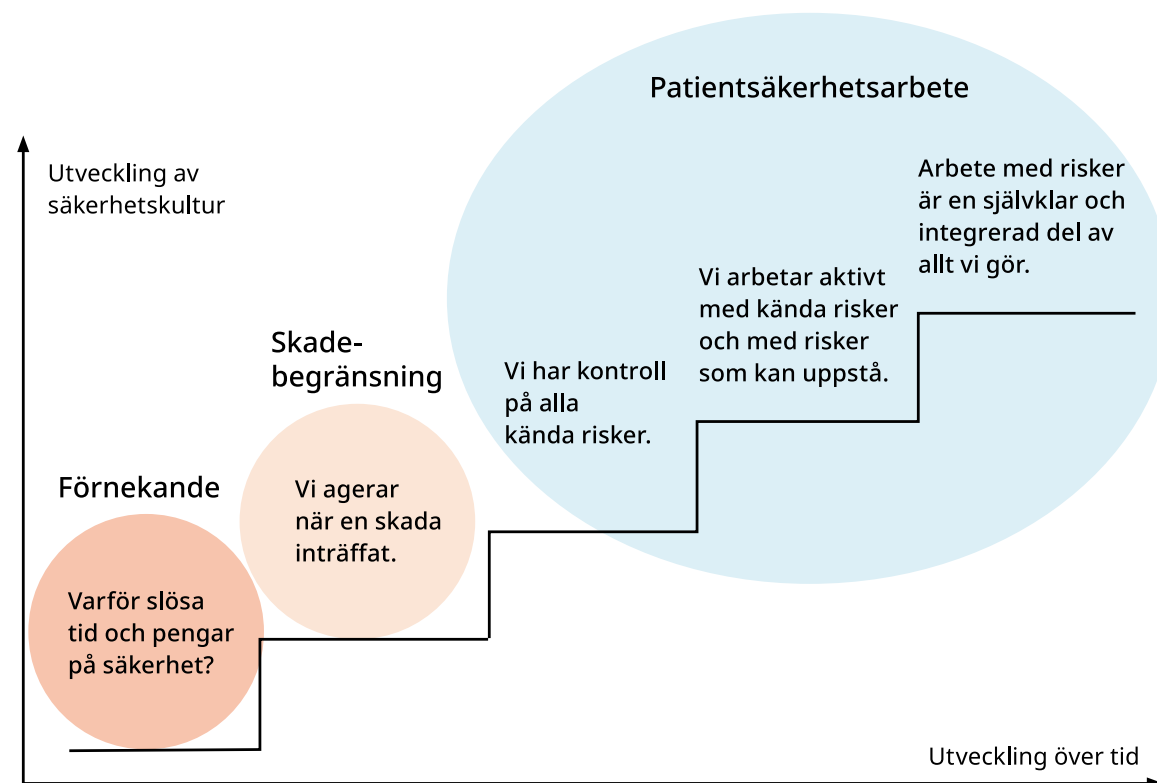 Patientsäkerhetsarbete
Utveckling av
säkerhetskultur
Arbete med risker
är en självklar och
integrerad del av
allt vi gör.
Vi arbetar aktivt
med kända risker
och med risker
som kan uppstå.
Skade-
begränsning
Vi har kontroll
på alla
kända risker.
Förnekande
Vi agerar
när en skada
inträffat.
Varför slösa
tid och pengar
på säkerhet?
Utveckling över tid